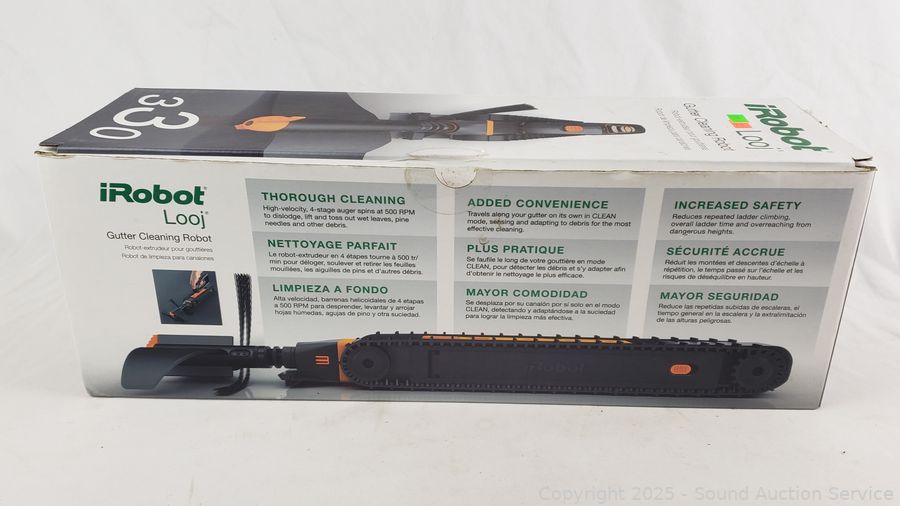 330
iRobot
Looj
Gutter Cleaning Robot
iRobot
Looj
Gutter Cleaning Robot
Robot-extrudeur pour gouttières
Robot de limpieza para canalones
THOROUGH CLEANING
High-velocity, 4-stage auger spins at 500 RPM
to dislodge, lift and toss out wet leaves, pine
needles and other debris.
NETTOYAGE PARFAIT
Le robot-extrudeur en 4 étapes tourne à 500 tr/
min pour déloger, soulever et retirer les feuilles
mouillées, les aiguilles de pins et d'autres débris.
LIMPIEZA A FONDO
Alta velocidad, barrenas helicoidales de 4 etapas
a 500 RPM para desprender, levantar y arrojar
hojas húmedas, agujas de pino y otra suciedad.
ADDED CONVENIENCE
Travels along your gutter on its own in CLEAN
mode, sensing and adapting to debris for the most
effective cleaning.
PLUS PRATIQUE
Se faufile le long de votre gouttière en mode
CLEAN, pour détecter les débris et s'y adapter afin
d'obtenir le nettoyage le plus efficace.
MAYOR COMODIDAD
Se desplaza por su canalón por sí solo en el modo
CLEAN, detectando y adaptándose a la suciedad
para lograr la limpieza más efectiva.
INCREASED SAFETY
Reduces repeated ladder climbing,
overall ladder time and overreaching from
dangerous heights.
SÉCURITÉ ACCRUE
Réduit les montées et descentes d'échelle à
répétition, le temps passé sur l'échelle et les
risques de déséquilibre en hauteur.
MAYOR SEGURIDAD
Reduce las repetidas subidas de escaleras, el
tiempo general en la escalera y la extralimitación
de las alturas peligrosas.
iRobot
Copyright 2025 - Sound Auction Service